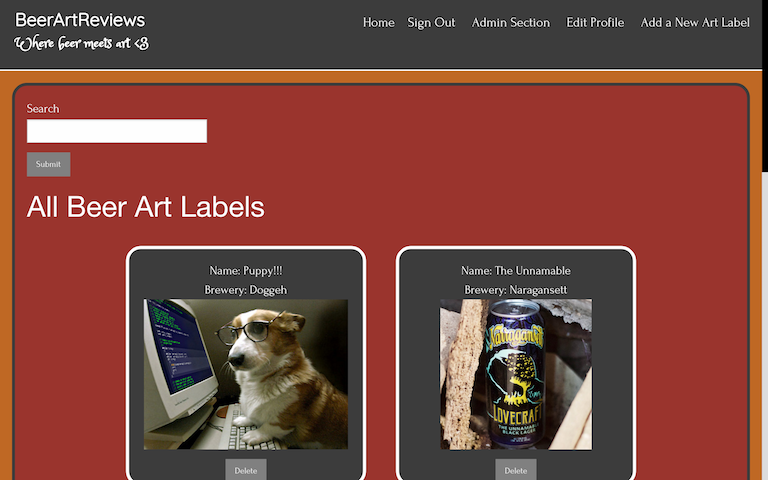 BeerArtReviews
Where beer meets art <3
Home Sign Out Admin Section Edit Profile Add a New Art Label
Search
Submit
All Beer Art Labels
Name: Puppy!!!
Brewery: Doggeh
Delete
Name: The Unnamable
Brewery: Naragansett
Narragansett
LOVECRAFT
THE UNNAMABLE
BLACK LAGER
Delete